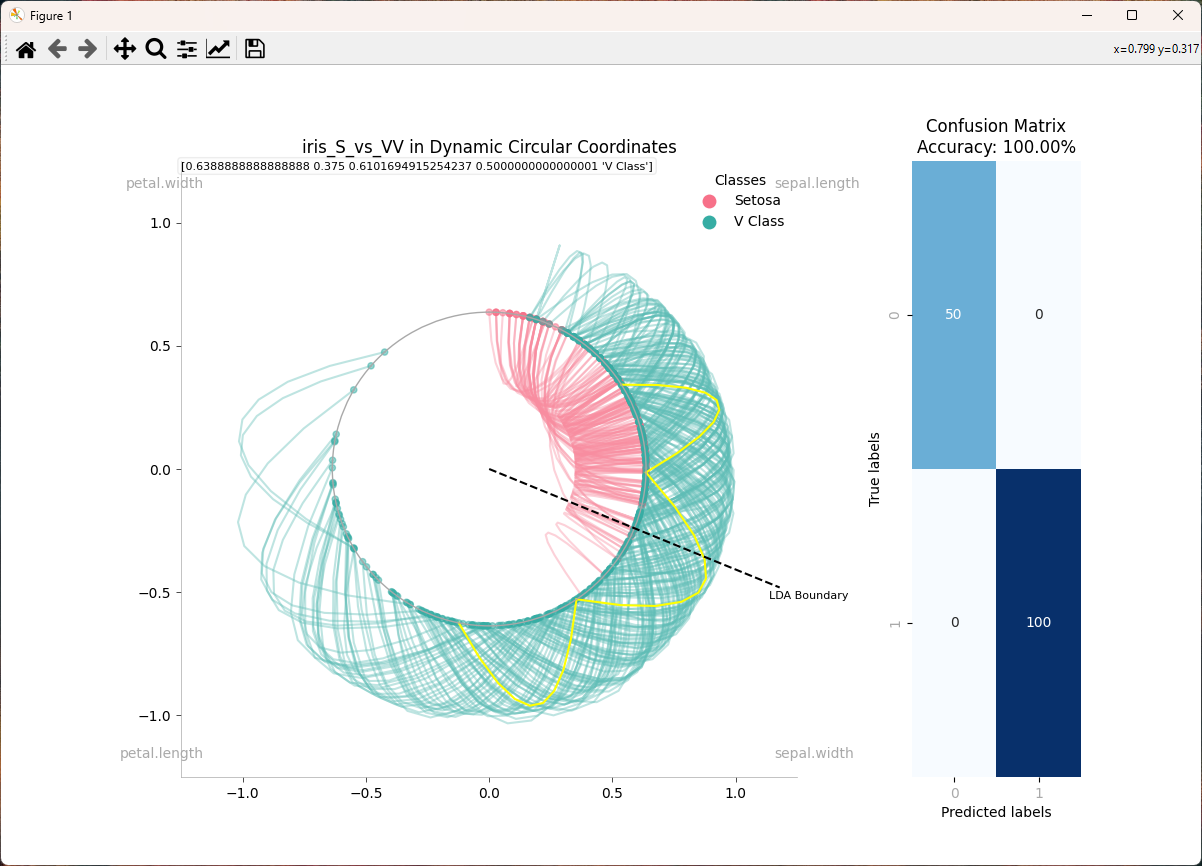 Figure 1
x=0.799 y=0.317
iris_S_vs_VV in Dynamic Circular Coordinates
[0.6388888888888888 0.375 0.6101694915254237 0.5000000000000001 'V Class']
petal.width
sepal.length
Classes
Setosa
V Class
1.0
0.5
0.0
−0.5
−1.0
LDA Boundary
petal.length
sepal.width
−1.0
−0.5
0.0
0.5
1.0
Confusion Matrix
Accuracy: 100.00%
True labels
0
50
0
1
0
100
0
1
Predicted labels